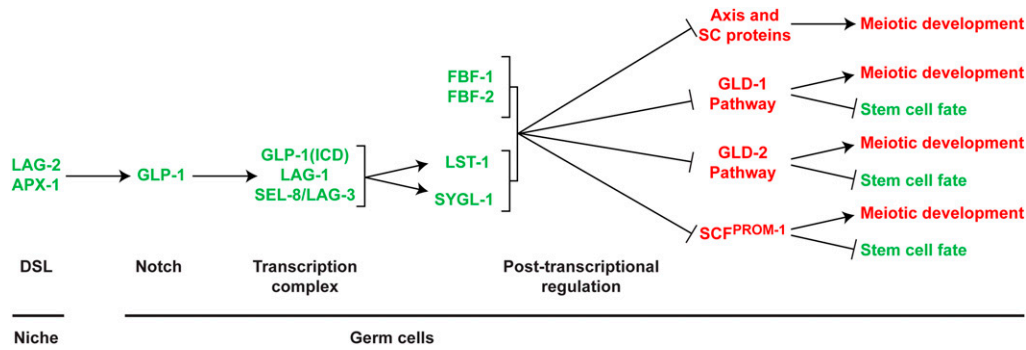 Axis and
SC proteins
Meiotic development
FBF-1
FBF-2
GLD-1
Pathway
Meiotic development
Stem cell fate
LAG-2
APX-1
GLP-1
GLP-1(ICD)
LAG-1
SEL-8/LAG-3
LST-1
SYGL-1
GLD-2
Pathway
Meiotic development
Stem cell fate
SCFPROM-1
Meiotic development
Stem cell fate
DSL
Notch
Transcription
complex
Post-transcriptional
regulation
Niche
Germ cells